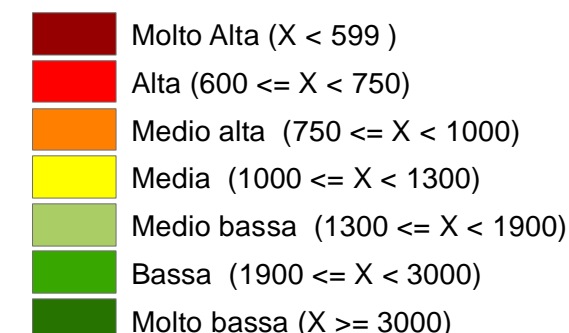 Molto Alta (X < 599 )
Alta (600 <= X < 750)
Medio alta  (750 <= X < 1000)
Media  (1000 <= X < 1300)
Medio bassa  (1300 <= X < 1900)
Bassa  (1900 <= X < 3000)
Molto bassa (X >= 3000)